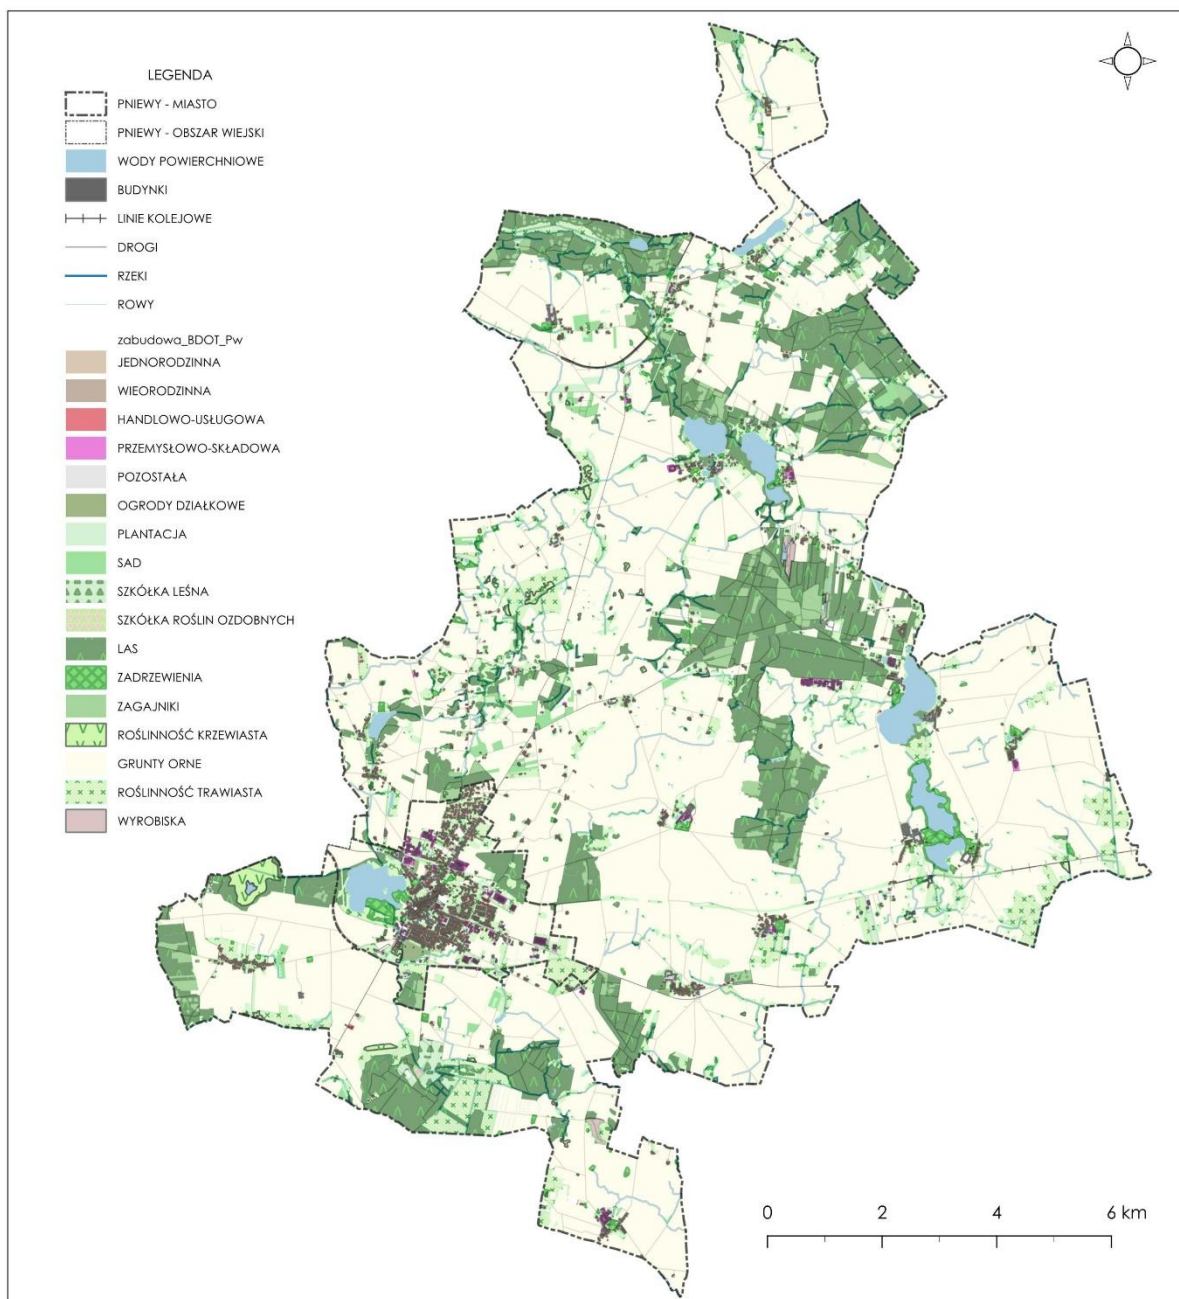 LEGENDA
PNIEWY - MIASTO
PNIEWY - OBSZAR WIEJSKI
WODY POWIERCHNIOWE
BUDYNKI
LINIE KOLEJOWE
DROGI
RZEKI
ROWY
zabudowa_BDOT_Pw
JEDNORODZINNA
WIEORODZINNA
HANDLOWO-USŁUGOWA
PRZEMYSŁOWO-SKŁADOWA
POZOSTAŁA
OGRODY DZIAŁKOWE
PLANTACJA
SAD
SZKÓŁKA LEŚNA
SZKÓŁKA ROŚLIN OZDOBNYCH
LAS
ZADRZEWIENIA
ZAGAJNIKI
ROŚLINNOŚĆ KRZEWIASTA
GRUNTY ORNE
ROŚLINNOŚĆ TRAWIASTA
WYROBISKA
0 2 4 6 km